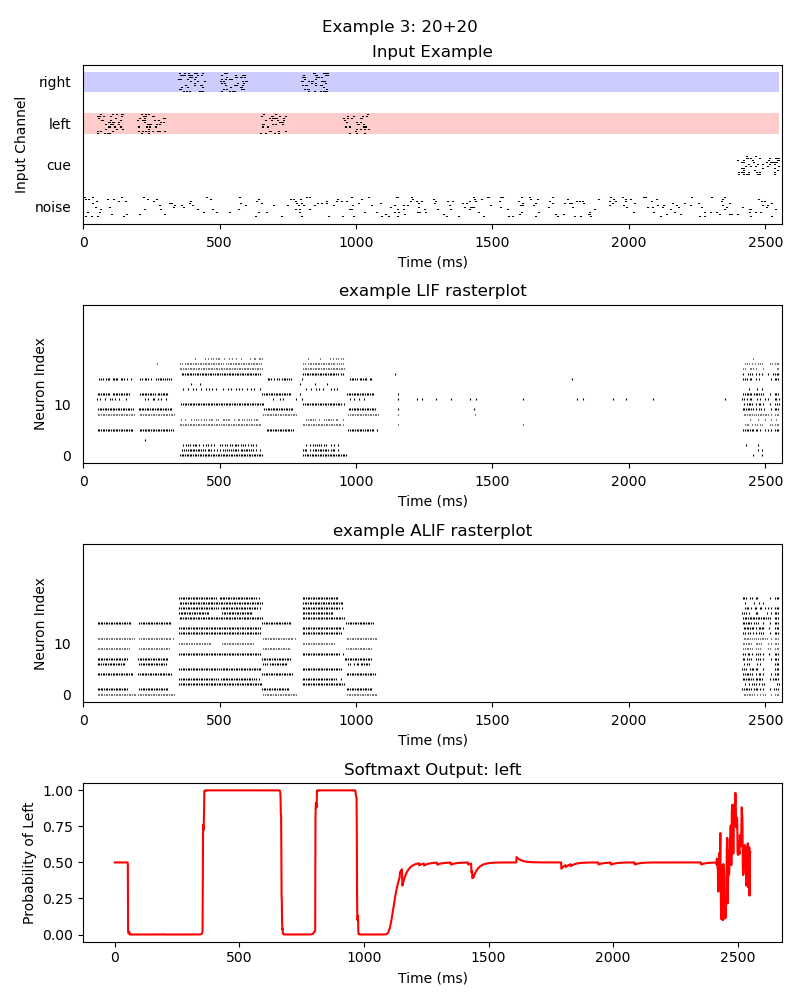 Example 3: 20+20
Input Example
Input Channel
right
left
cue
noise
0 500 1000 1500 2000 2500
Time (ms)
example LIF rasterplot
Neuron Index
10
0
0 500 1000 1500 2000 2500
Time (ms)
example ALIF rasterplot
Neuron Index
10
0
0 500 1000 1500 2000 2500
Time (ms)
Softmaxt Output: left
Probability of Left
1.00
0.75
0.50
0.25
0.00
0 500 1000 1500 2000 2500
Time (ms)